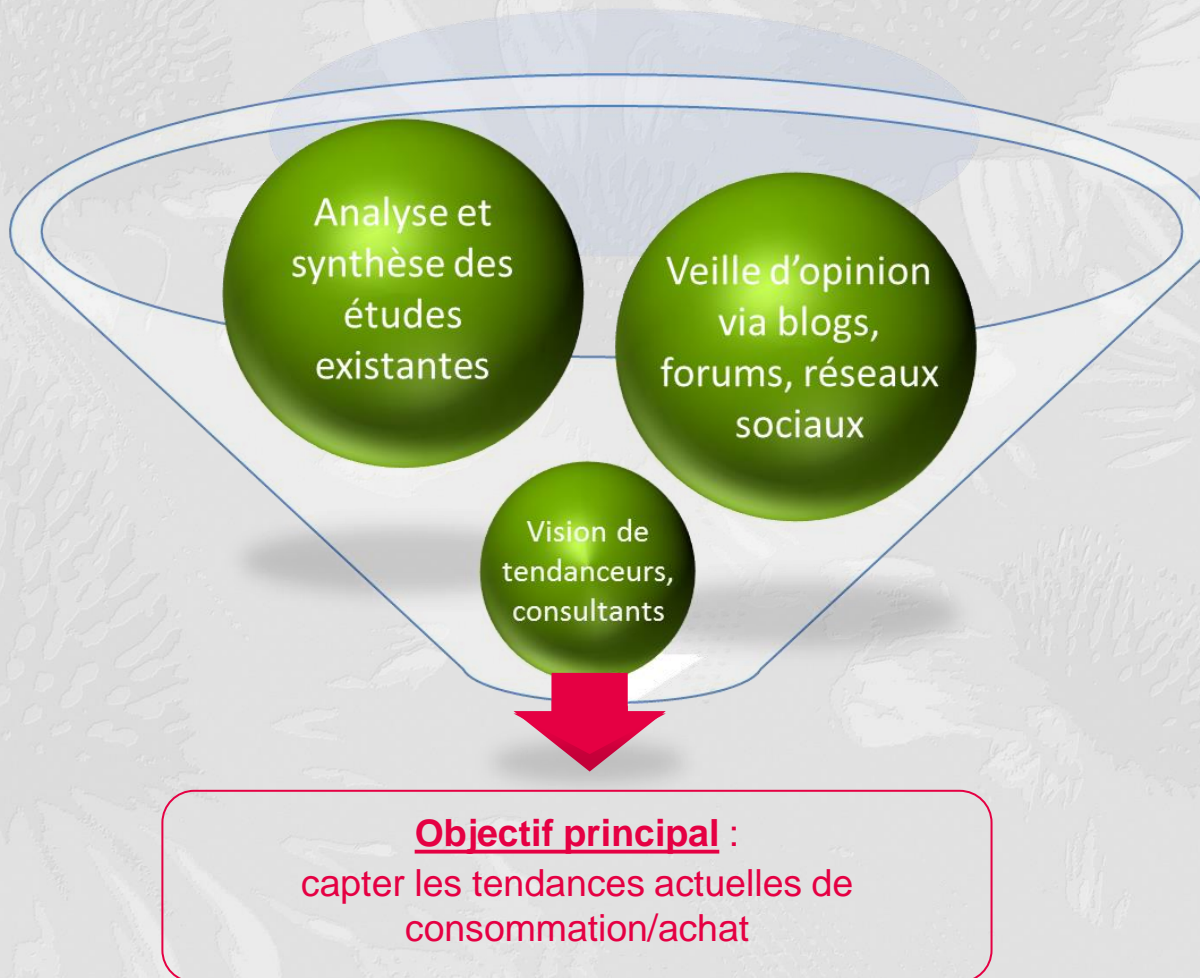 Analyse et
synthèse des
études
existantes
Veille d’opinion
via blogs,
forums, réseaux
sociaux
Vision de
tendanceurs,
consultants
Objectif principal :
capter les tendances actuelles de
consommation/achat